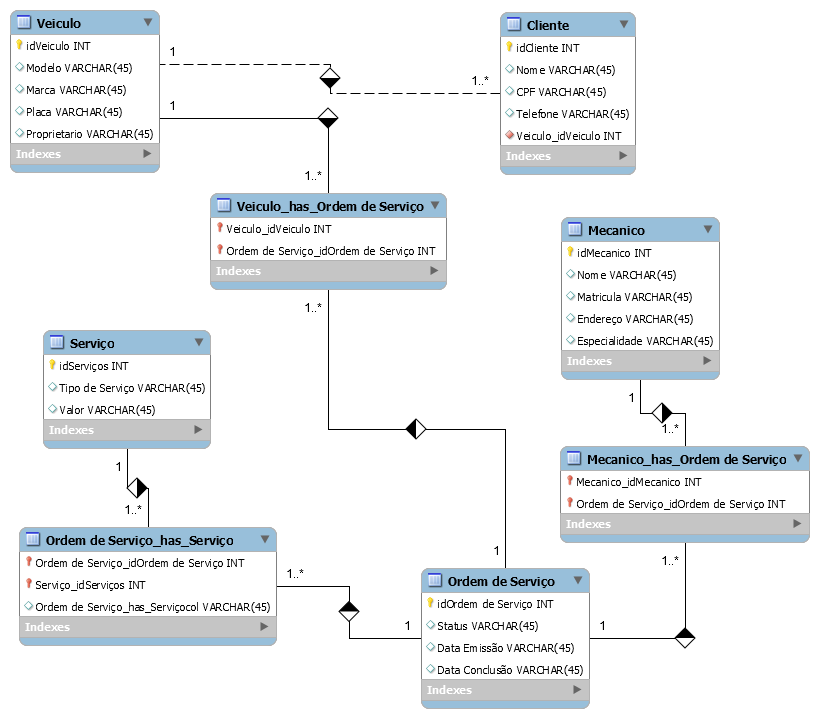 Veiculo
idVeiculo INT
Modelo VARCHAR(45)
Marca VARCHAR(45)
Placa VARCHAR(45)
Proprietario VARCHAR(45)
Indexes
1
1..*
Cliente
idCliente INT
Nome VARCHAR(45)
CPF VARCHAR(45)
Telefone VARCHAR(45)
Veiculo_idVeiculo INT
Indexes
1
1..*
Veiculo_has_Ordem de Serviço
Veiculo_idVeiculo INT
Ordem de Serviço_idOrdem de Serviço INT
Indexes
1..*
1
Mecanico
idMecanico INT
Nome VARCHAR(45)
Matricula VARCHAR(45)
Endereço VARCHAR(45)
Especialidade VARCHAR(45)
Indexes
1
1..*
Serviço
idServiços INT
Tipo de Serviço VARCHAR(45)
Valor VARCHAR(45)
Indexes
1
1..*
Mecanico_has_Ordem de Serviço
Mecanico_idMecanico INT
Ordem de Serviço_idOrdem de Serviço INT
Indexes
1..*
1
Ordem de Serviço_has_Serviço
Ordem de Serviço_idOrdem de Serviço INT
Serviço_idServiços INT
Ordem de Serviço_has_Serviçocol VARCHAR(45)
Indexes
1..*
1
Ordem de Serviço
idOrdem de Serviço INT
Status VARCHAR(45)
Data Emissão VARCHAR(45)
Data Conclusão VARCHAR(45)
Indexes